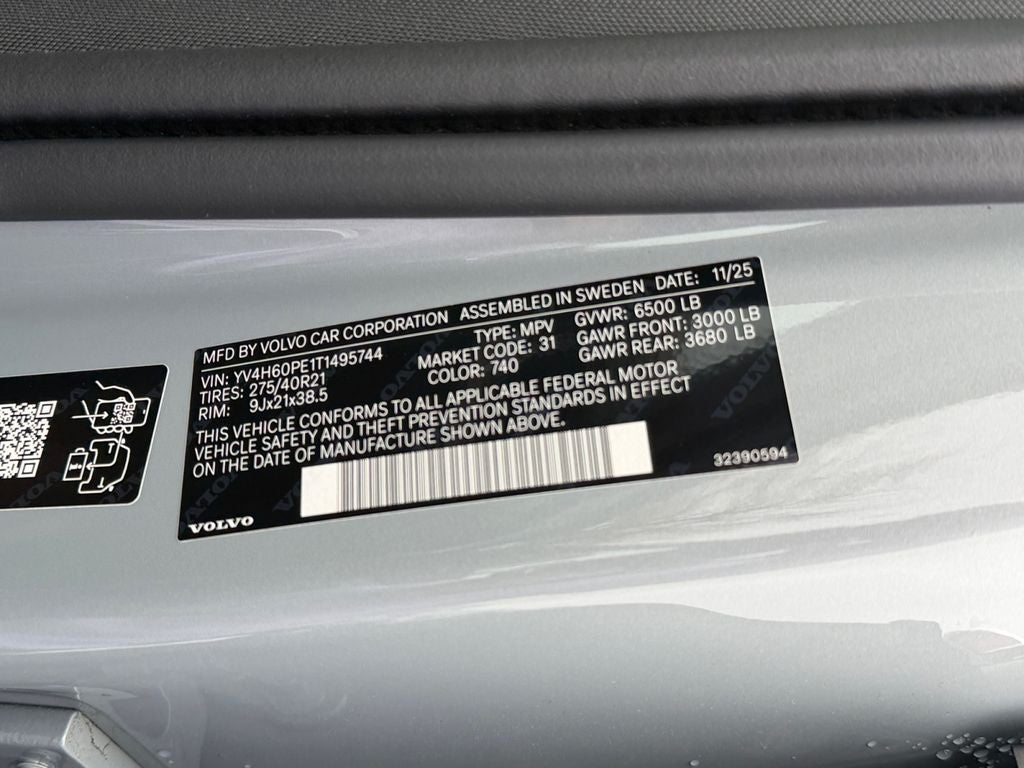 MFD BY VOLVO CAR CORPORATION ASSEMBLED IN SWEDEN DATE: 11/25
VIN: YV4H60PE1T1495744 TYPE: MPV GVWR: 6500 LB
TIRES: 275/40R21 MARKET CODE: 31 GAWR FRONT: 3000 LB
RIM: 9Jx21x38.5 COLOR: 740 GAWR REAR: 3680 LB
THIS VEHICLE CONFORMS TO ALL APPLICABLE FEDERAL MOTOR
VEHICLE SAFETY AND THEFT PREVENTION STANDARDS IN EFFECT
ON THE DATE OF MANUFACTURE SHOWN ABOVE.
VOLVO
32390594